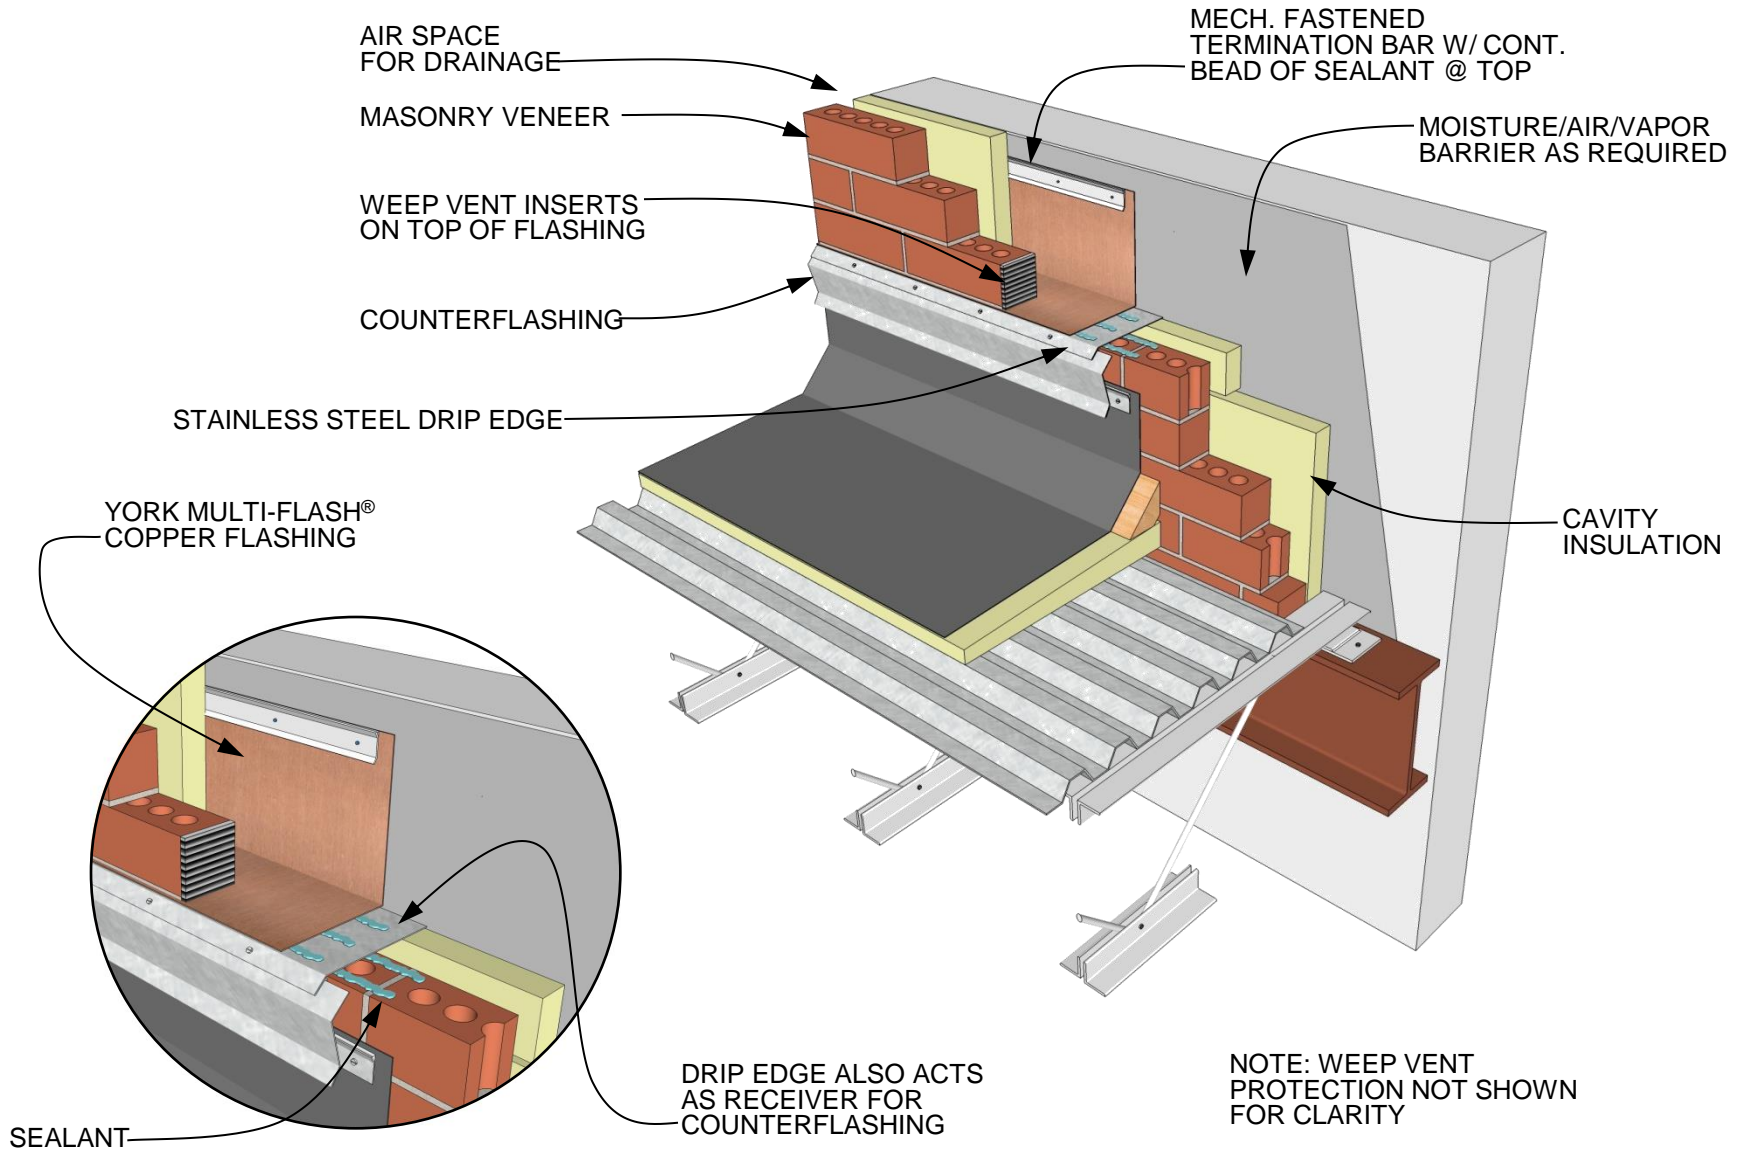 AIR SPACE
FOR DRAINAGE
MECH. FASTENED
TERMINATION BAR W/ CONT.
BEAD OF SEALANT @ TOP
MASONRY VENEER
MOISTURE/AIR/VAPOR
BARRIER AS REQUIRED
WEEP VENT INSERTS
ON TOP OF FLASHING
COUNTERFLASHING
STAINLESS STEEL DRIP EDGE
YORK MULTI-FLASH®
COPPER FLASHING
CAVITY
INSULATION
DRIP EDGE ALSO ACTS
AS RECEIVER FOR
COUNTERFLASHING
NOTE: WEEP VENT
PROTECTION NOT SHOWN
FOR CLARITY
SEALANT